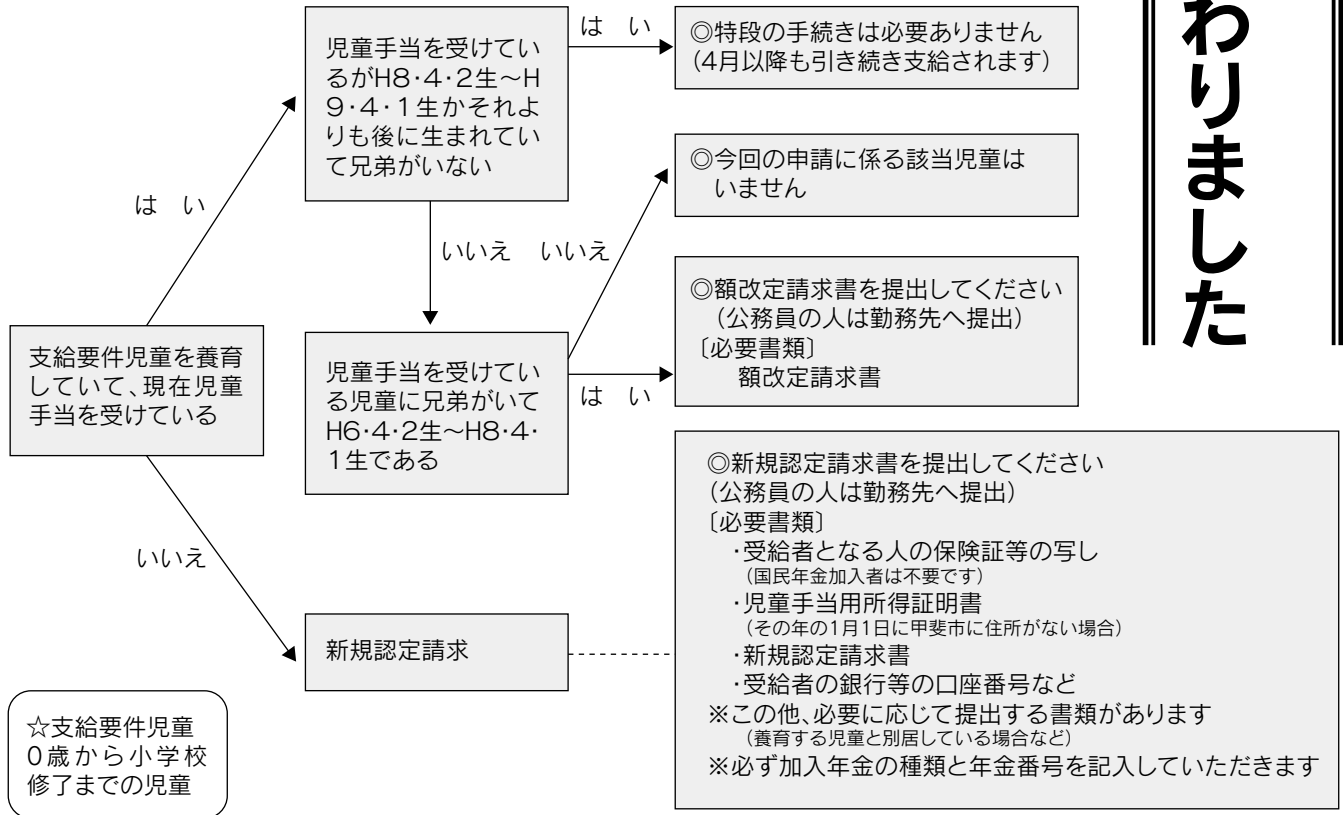 わりました
児童手当を受けてい
るがH8・4・2生～H
9・4・1生かそれよ
りも後に生まれてい
て兄弟がいない
は い
◎特段の手続きは必要ありません
（4月以降も引き続き支給されます）
は い
いいえ
いいえ
◎今回の申請に係る該当児童は
いません
支給要件児童を養育
していて、現在児童
手当を受けている
児童手当を受けてい
る児童に兄弟がいて
H6・4・2生～H8・4・
1生である
は い
◎額改定請求書を提出してください
（公務員の人は勤務先へ提出）
〔必要書類〕
額改定請求書
いいえ
新規認定請求
◎新規認定請求書を提出してください
（公務員の人は勤務先へ提出）
〔必要書類〕
・受給者となる人の保険証等の写し
（国民年金加入者は不要です）
・児童手当用所得証明書
（その年の1月1日に甲斐市に住所がない場合）
・新規認定請求書
・受給者の銀行等の口座番号など
※この他、必要に応じて提出する書類があります
（養育する児童と別居している場合など）
※必ず加入年金の種類と年金番号を記入していただきます
☆支給要件児童
0歳から小学校
修了までの児童